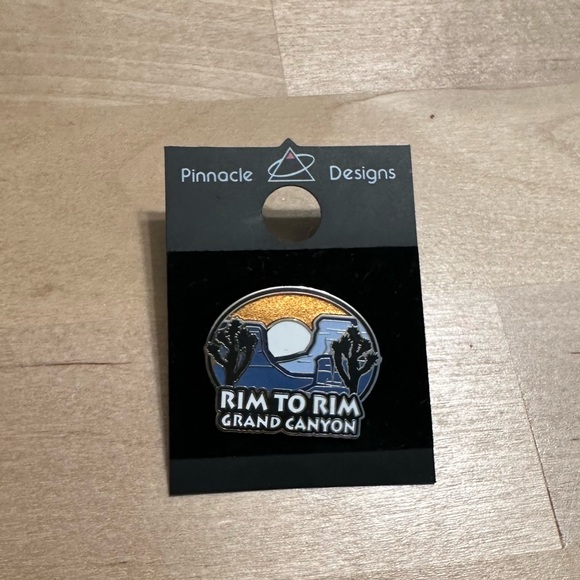 Pinnacle Designs
RIM TO RIM
GRAND CANYON